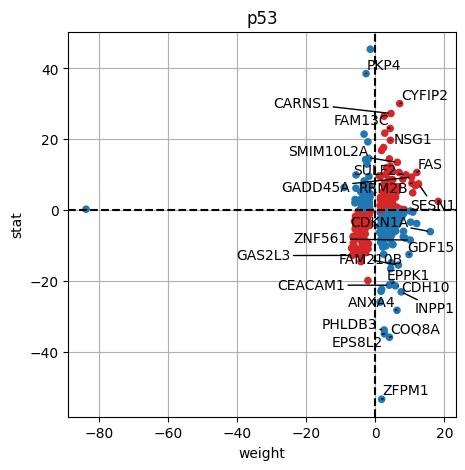 p53
40
20
0
−20
−40
stat
PKP4
CYFIP2
CARNS1
FAM13C
NSG1
SMIM10L2A
SULF2
FAS
GADD45A
RRM2B
SESN1
CDKN1A
ZNF561
GDF15
GAS2L3
FAM210B
EPPK1
CEACAM1
CDH10
ANXA4
INPP1
PHLDB3
COQ8A
EPS8L2
ZFPM1
−80
−60
−40
−20
0
20
weight